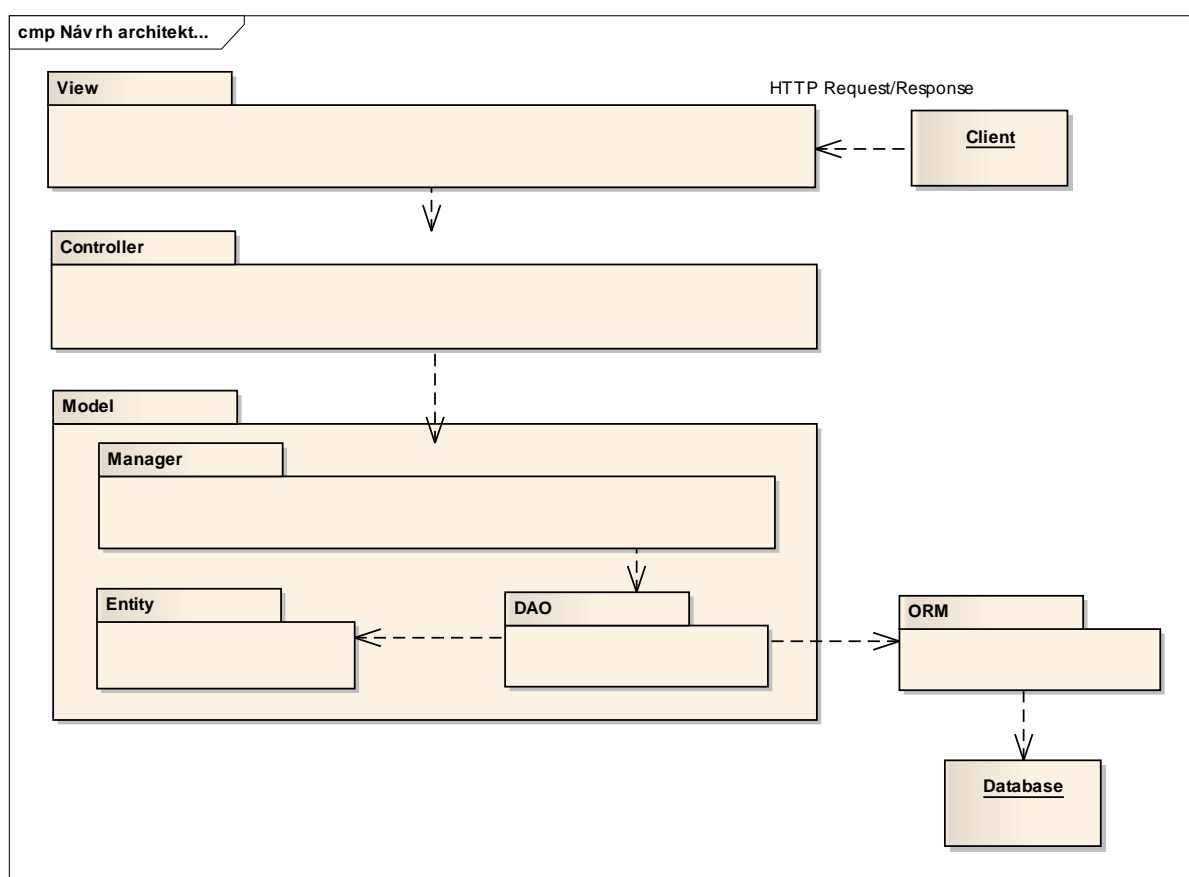 cmp Návrh architekt...
View
HTTP Request/Response
Client
Controller
Model
Manager
Entity
DAO
ORM
Database